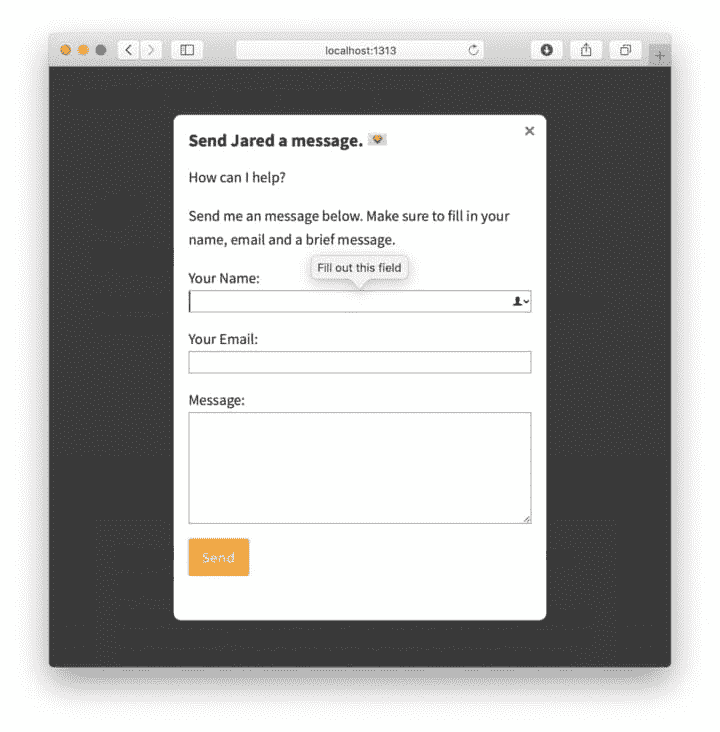 localhost:1313
Send Jared a message.
How can I help?
Send me an message below. Make sure to fill in your
name, email and a brief message.
Fill out this field
Your Name:
Your Email:
Message:
Send